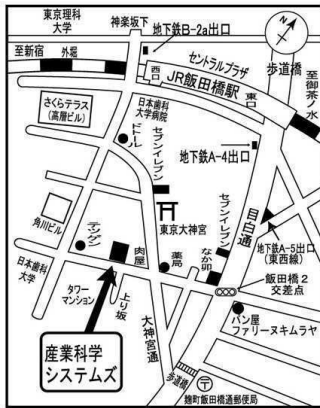 東京理科
大学
神楽坂下
地下鉄B-2a出口
N
至新宿
外堀
セントラルプラザ
歩道橋
西口
JR飯田橋駅
東口
至御茶ノ水
さくらテラス
(高層ビル)
日本歯科
大学病院
ドトール
セブンイレブン
地下鉄A-4出口
東京大神宮
セブンイレブン
目白通
角川ビル
テンゲン
肉屋
薬局
なか卯
地下鉄A-5出口
(東西線)
日本歯科
大学
タワー
マンション
上り坂
大神宮通
飯田橋2
交差点
パン屋
ファリーヌキムラヤ
産業科学
システムズ
歩道橋
〒
麹町飯田橋通郵便局